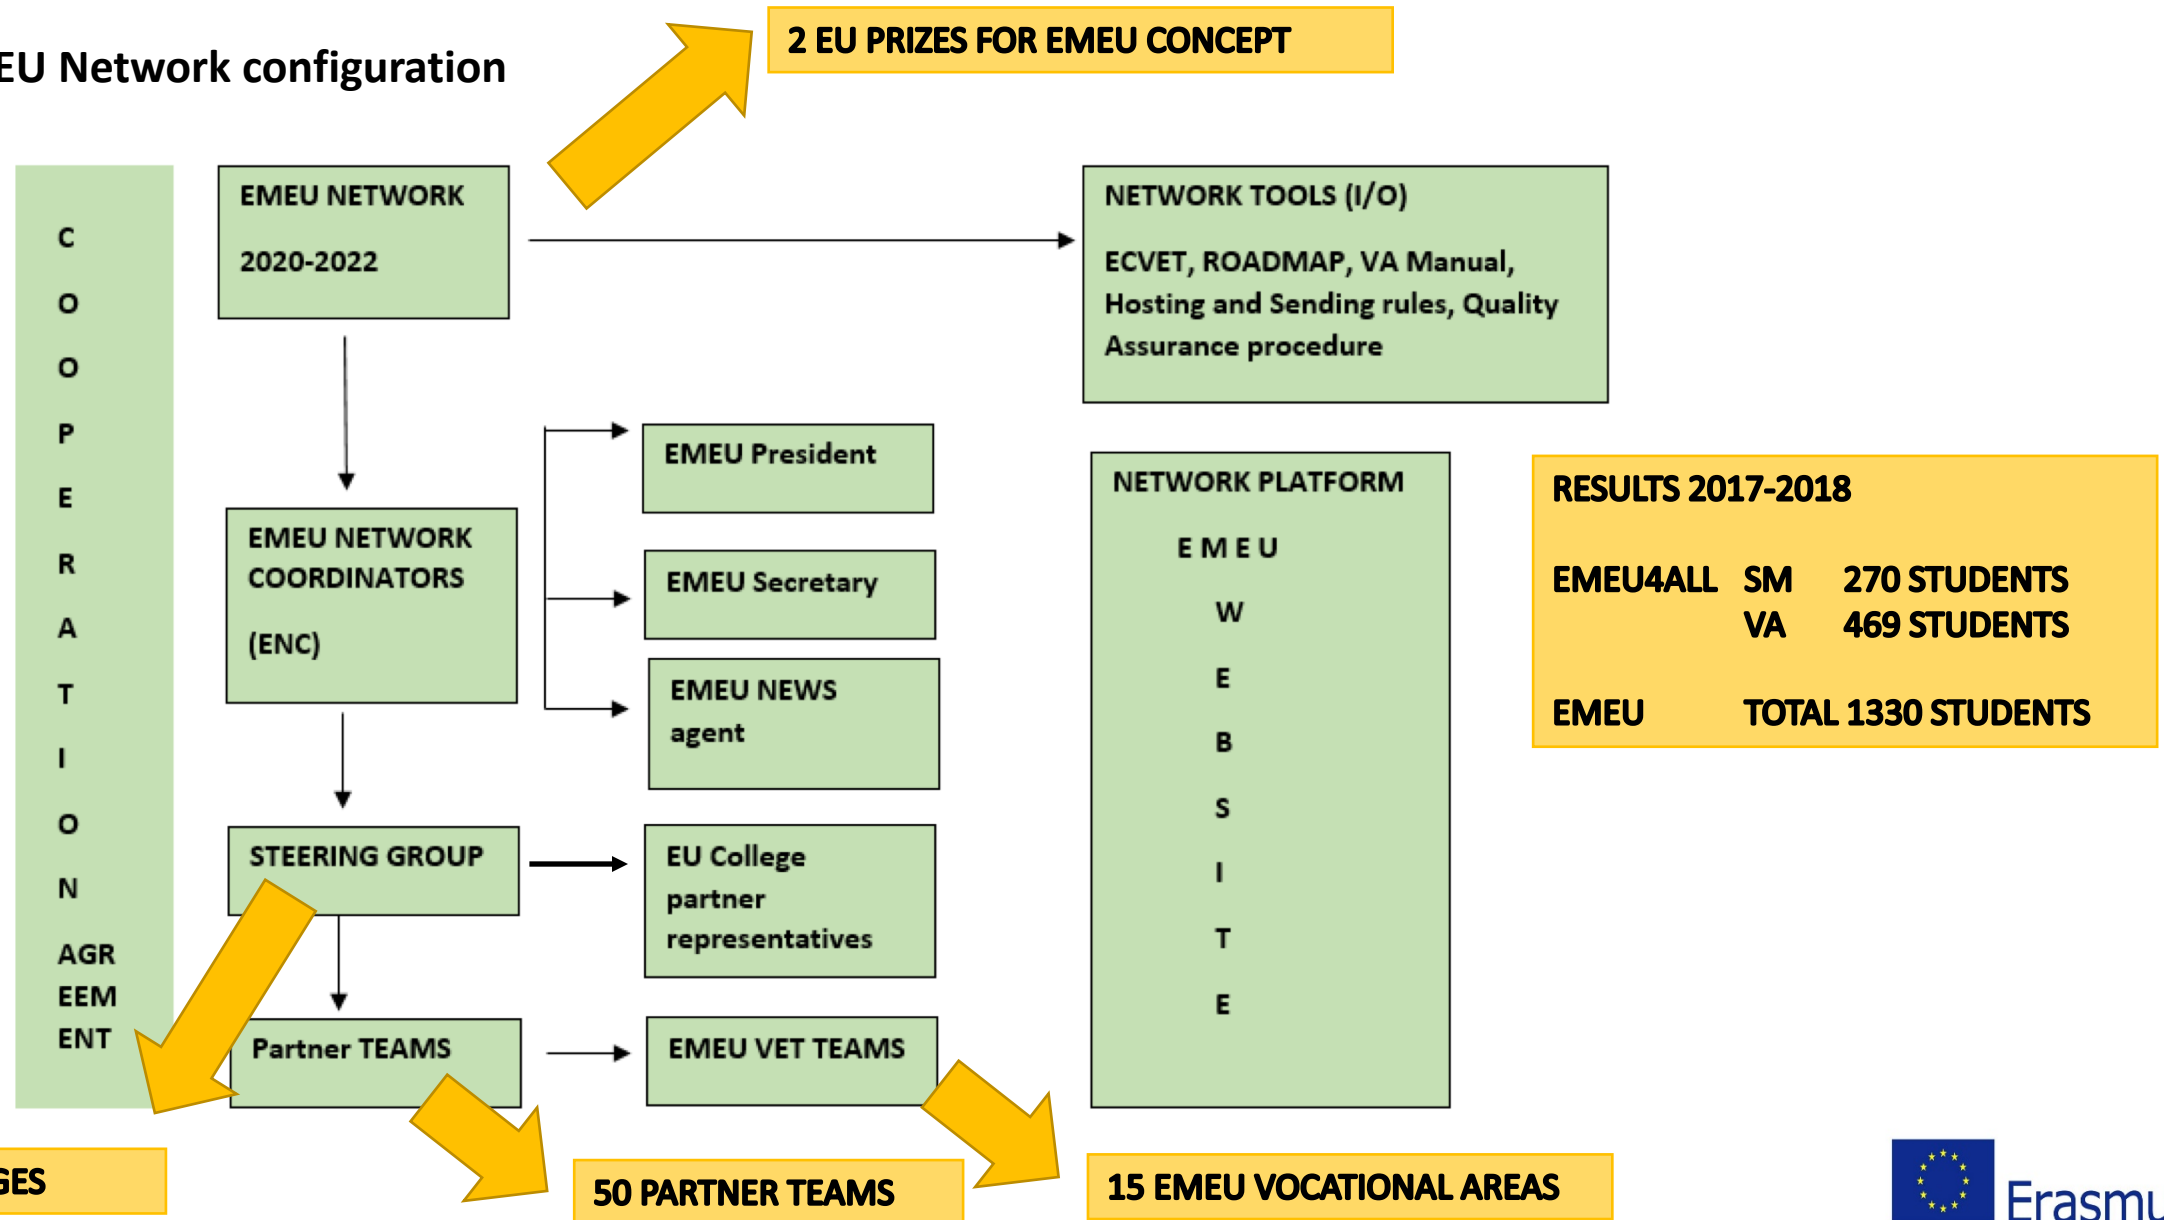 EU Network configuration
2 EU PRIZES FOR EMEU CONCEPT
C
O
O
P
E
R
A
T
I
O
N
AGR
EEM
ENT
EMEU NETWORK
2020-2022
NETWORK TOOLS (I/O)
ECVET, ROADMAP, VA Manual,
Hosting and Sending rules, Quality
Assurance procedure
EMEU NETWORK
COORDINATORS
(ENC)
EMEU President
EMEU Secretary
EMEU NEWS
agent
STEERING GROUP
EU College
partner
representatives
Partner TEAMS
EMEU VET TEAMS
NETWORK PLATFORM
E M E U
W
E
B
S
I
T
E
RESULTS 2017-2018
EMEU4ALL SM 270 STUDENTS
VA 469 STUDENTS
EMEU TOTAL 1330 STUDENTS
GES
50 PARTNER TEAMS
15 EMEU VOCATIONAL AREAS
Erasmu